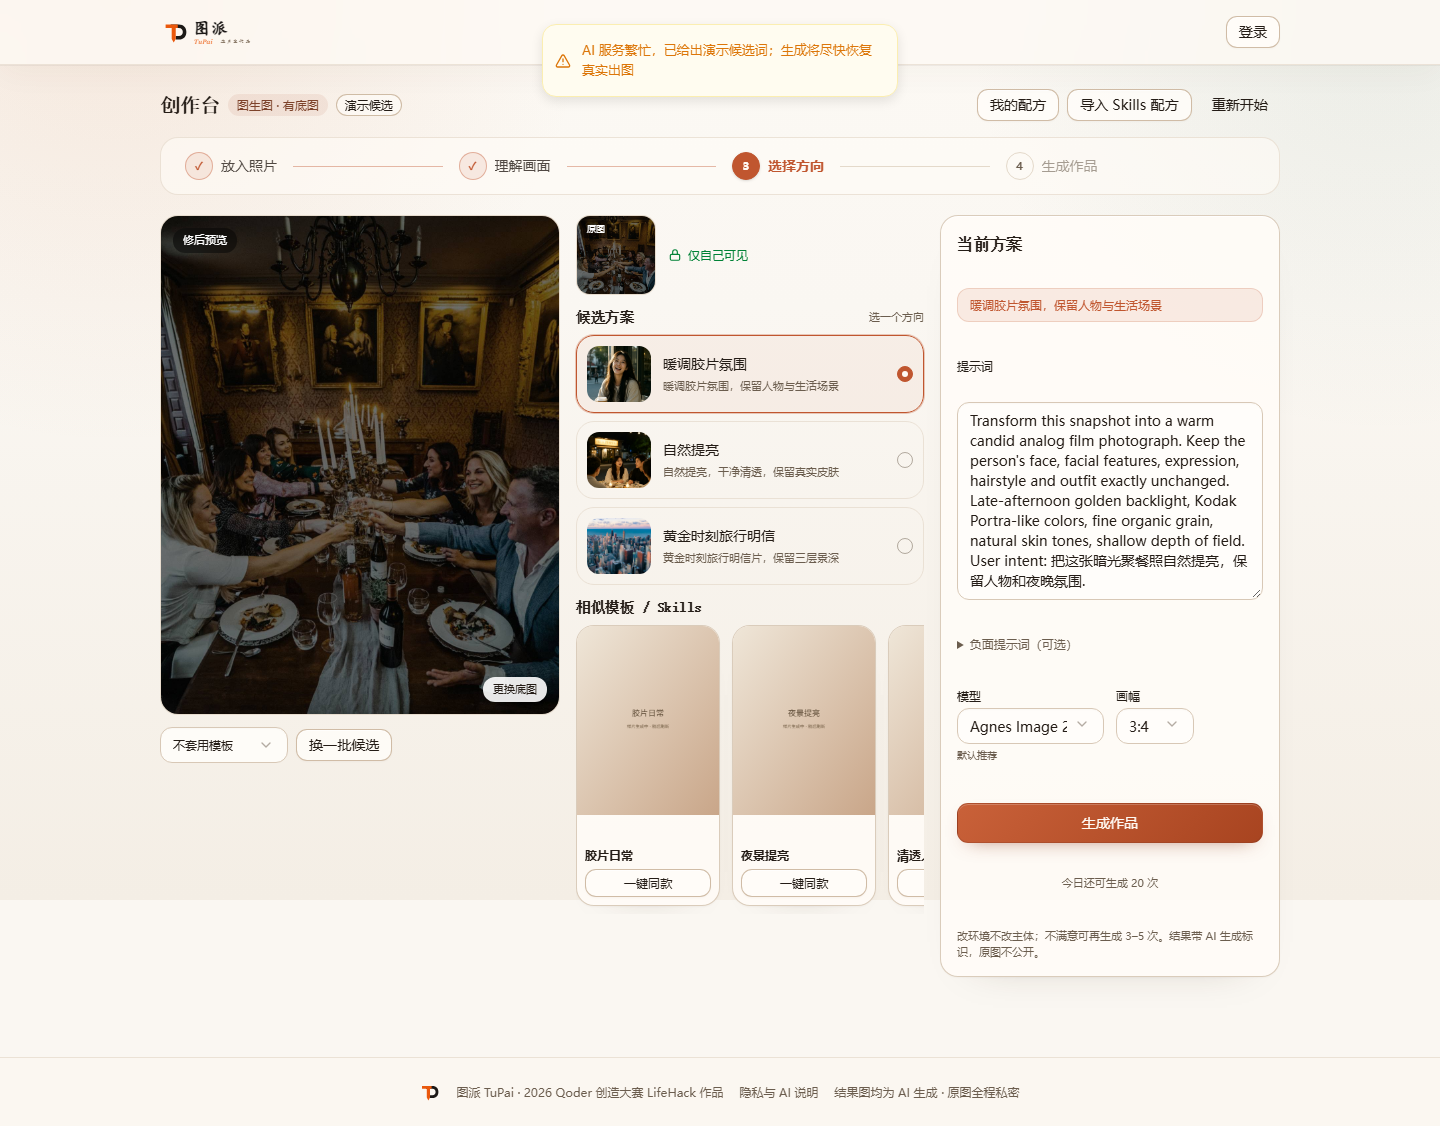 图派
TuPai
登录
AI 服务繁忙，已给出演示候选词；生成将尽快恢复
真实出图
创作台
图生图 · 有底图
演示候选
我的配方
导入 Skills 配方
重新开始
✓ 放入照片
✓ 理解画面
3 选择方向
4 生成作品
修后预览
更换底图
不套用模板
换一批候选
原图
仅自己可见
候选方案
选一个方向
暖调胶片氛围
暖调胶片氛围，保留人物与生活场景
自然提亮
自然提亮，干净清透，保留真实皮肤
黄金时刻旅行明信
黄金时刻旅行明信片，保留三层景深
相似模板 / Skills
胶片日常
夜景提亮
胶片日常
一键同款
夜景提亮
一键同款
清透
当前方案
暖调胶片氛围，保留人物与生活场景
提示词
Transform this snapshot into a warm
candid analog film photograph. Keep the
person's face, facial features, expression,
hairstyle and outfit exactly unchanged.
Late-afternoon golden backlight, Kodak
Portra-like colors, fine organic grain,
natural skin tones, shallow depth of field.
User intent: 把这张暗光聚餐照自然提亮，保
留人物和夜晚氛围.
负面提示词（可选）
模型
画幅
Agnes Image 2
3:4
默认推荐
生成作品
今日还可生成 20 次
改环境不改主体；不满意可再生成 3–5 次。结果带 AI 生成标
识，原图不公开。
图派 TuPai · 2026 Qoder 创造大赛 LifeHack 作品
隐私与 AI 说明
结果图均为 AI 生成 · 原图全程私密